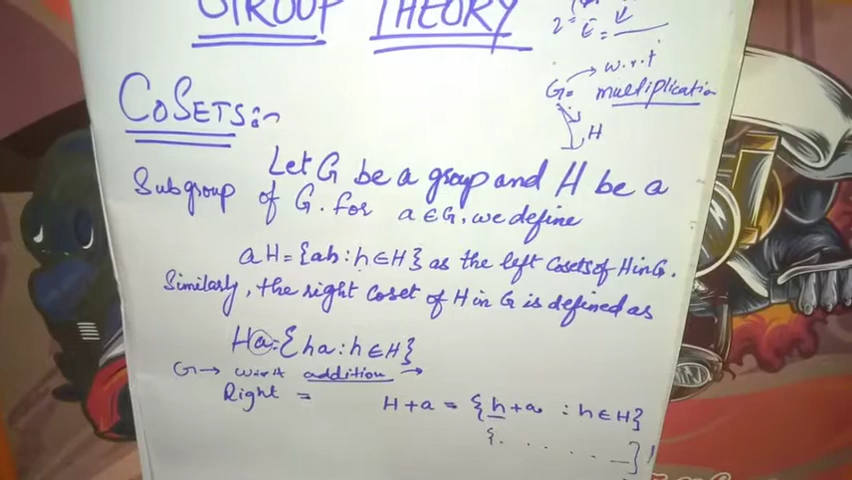 GROUP THEORY
2 = E =
G = → w.r.t
multiplication
H
COSETS:~
Let G be a group and H be a
Subgroup of G. For a ∈ G, we define
aH = {ah : h ∈ H} as the left Cosets of H in G.
Similarly, the right Coset of H in G is defined as
Ha = {ha : h ∈ H}
G → w.r.t addition →
Right = H + a = {h + a : h ∈ H}
{. . . . . . }